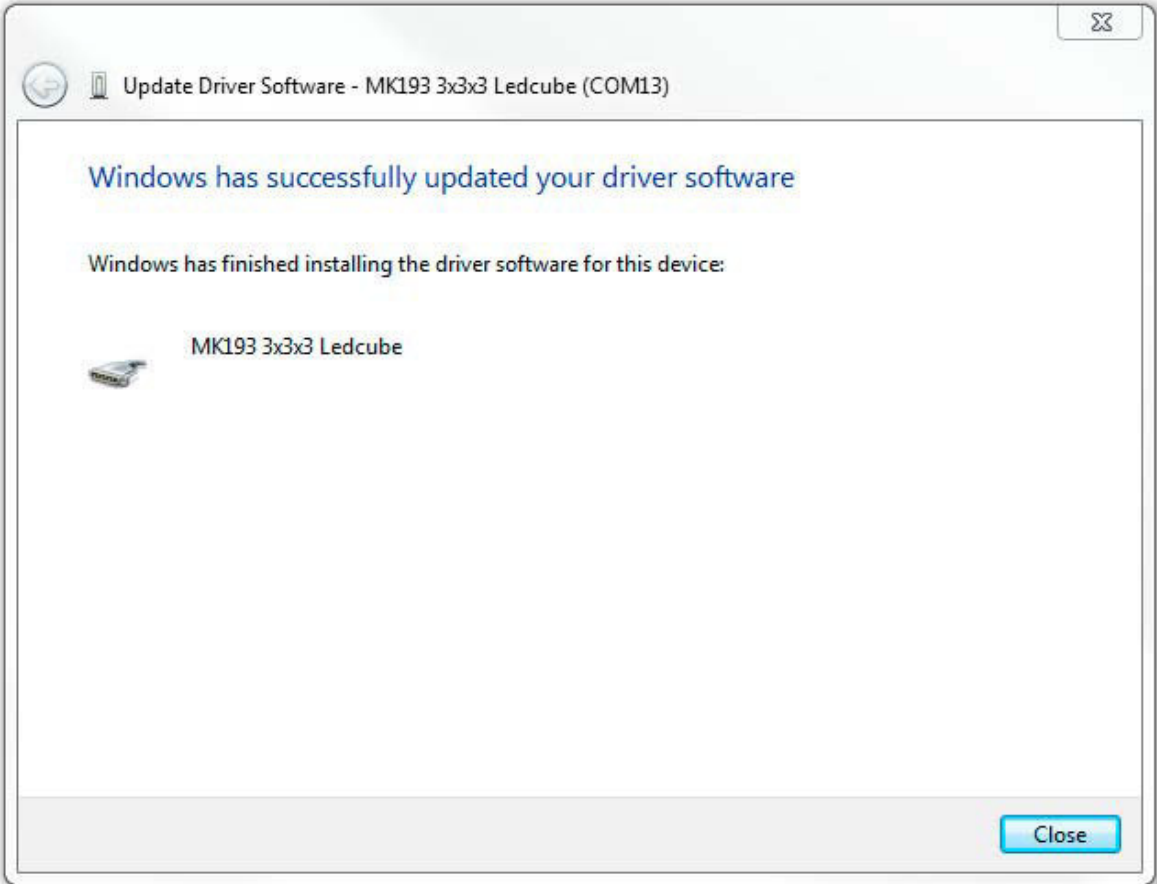 Update Driver Software - MK193 3x3x3 Ledcube (COM13)
Windows has successfully updated your driver software
Windows has finished installing the driver software for this device:
MK193 3x3x3 Ledcube
Close